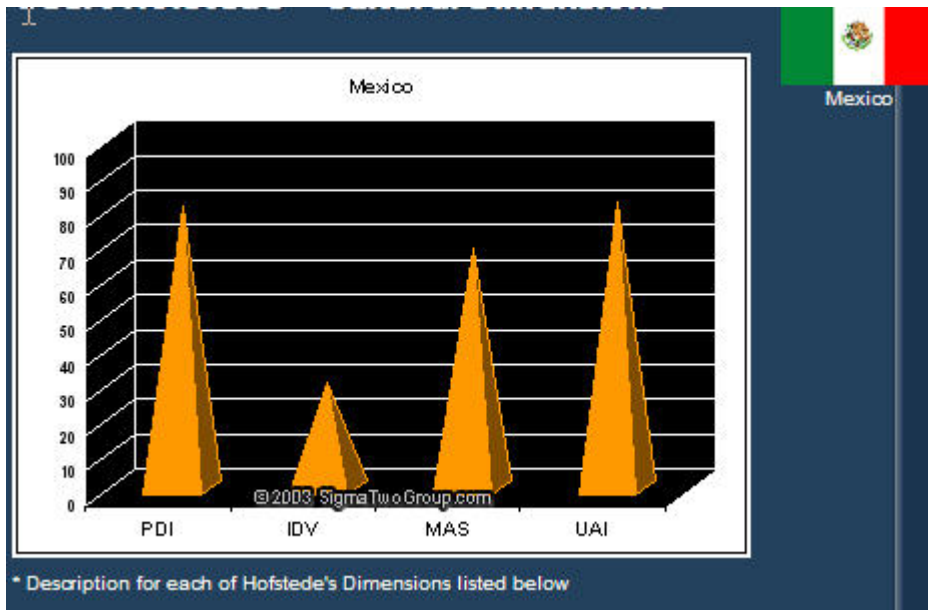 Mexico
Mexico
100
90
80
70
60
50
40
30
20
10
0
©2003 SigmaTwoGroup.com
PDI IDV MAS UAI
* Description for each of Hofstede's Dimensions listed below